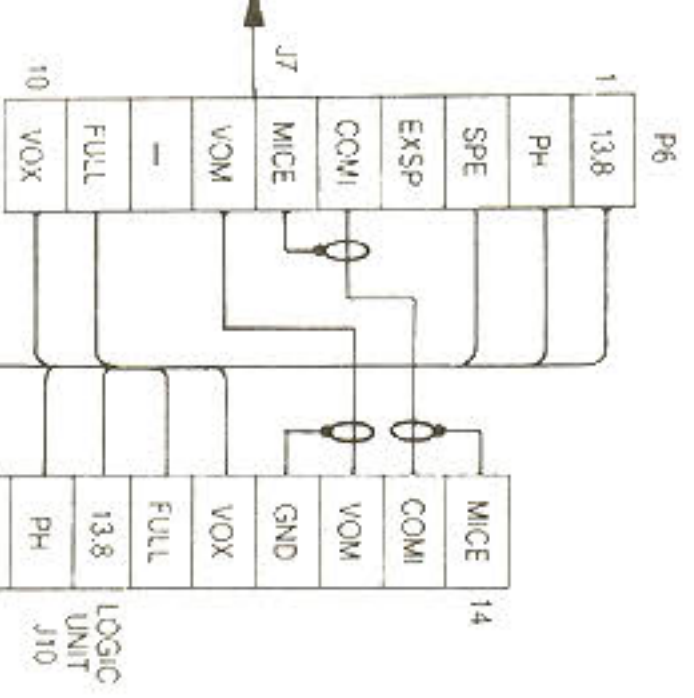 J7
10
1
P6
VOX
FULL
—
VOM
MICE
COMI
EXSP
SPE
PH
13.8
PH
13.8
FULL
VOX
GND
VOM
COMI
MICE
14
LOGIC
UNIT
J10